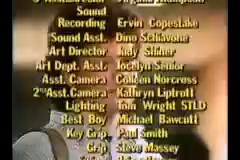 Sound
Recording Ervin Copestake
Sound Asst. Dino Schiavone
Art Director Judy Shiner
Art Dept. Asst. Jocelyn Senior
Asst. Camera Colleen Norcross
2nd Asst. Camera Kathryn Liptrott
Lighting Tom Wright STLD
Best Boy Michael Bawcutt
Key Grip Paul Smith
Grip Steve Massey